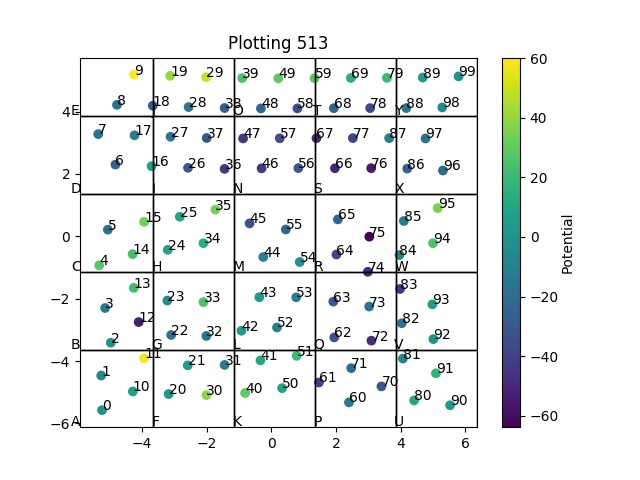 Plotting 513
9 19 29 39 49 59 69 79 89 99
8 18 28 38 48 58 68 78 88 98
4 E O T Y
7 17 27 37 47 57 67 77 87 97
6 16 26 36 46 56 66 76 86 96
2
D I N S X
5 15 25 35 45 55 65 75 85 95
0
4 14 24 34 44 54 64 74 84 94
C H M R W
3 13 23 33 43 53 63 73 83 93
−2
2 12 22 32 42 52 62 72 82 92
B G L Q V
−4
1 11 21 31 41 51 61 71 81 91
0 10 20 30 40 50 60 70 80 90
−6 A F K P U
−4 −2 0 2 4 6
60
40
20
0
−20
−40
−60
Potential